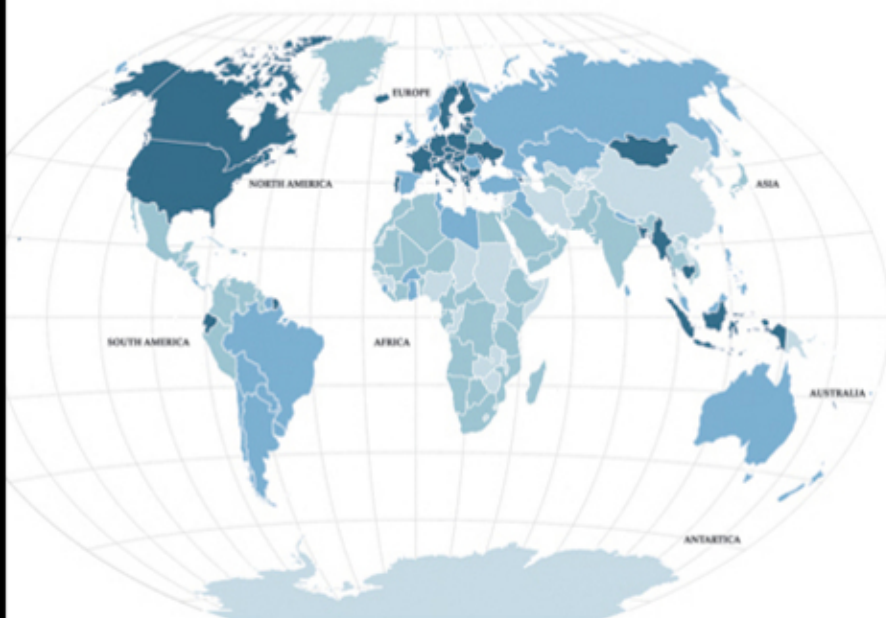 EUROPE
NORTH AMERICA
ASIA
SOUTH AMERICA
AFRICA
AUSTRALIA
ANTARTICA